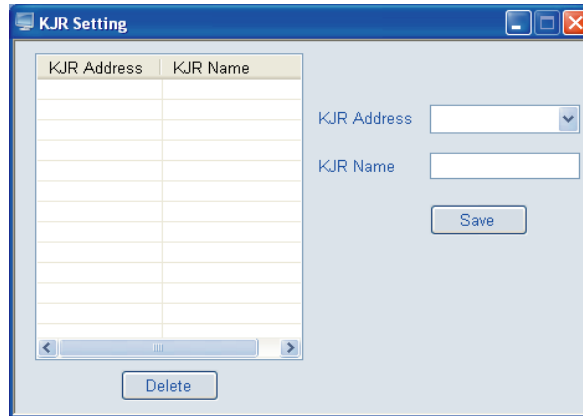 KJR Setting
KJR Address KJR Name
KJR Address
KJR Name
Save
Delete